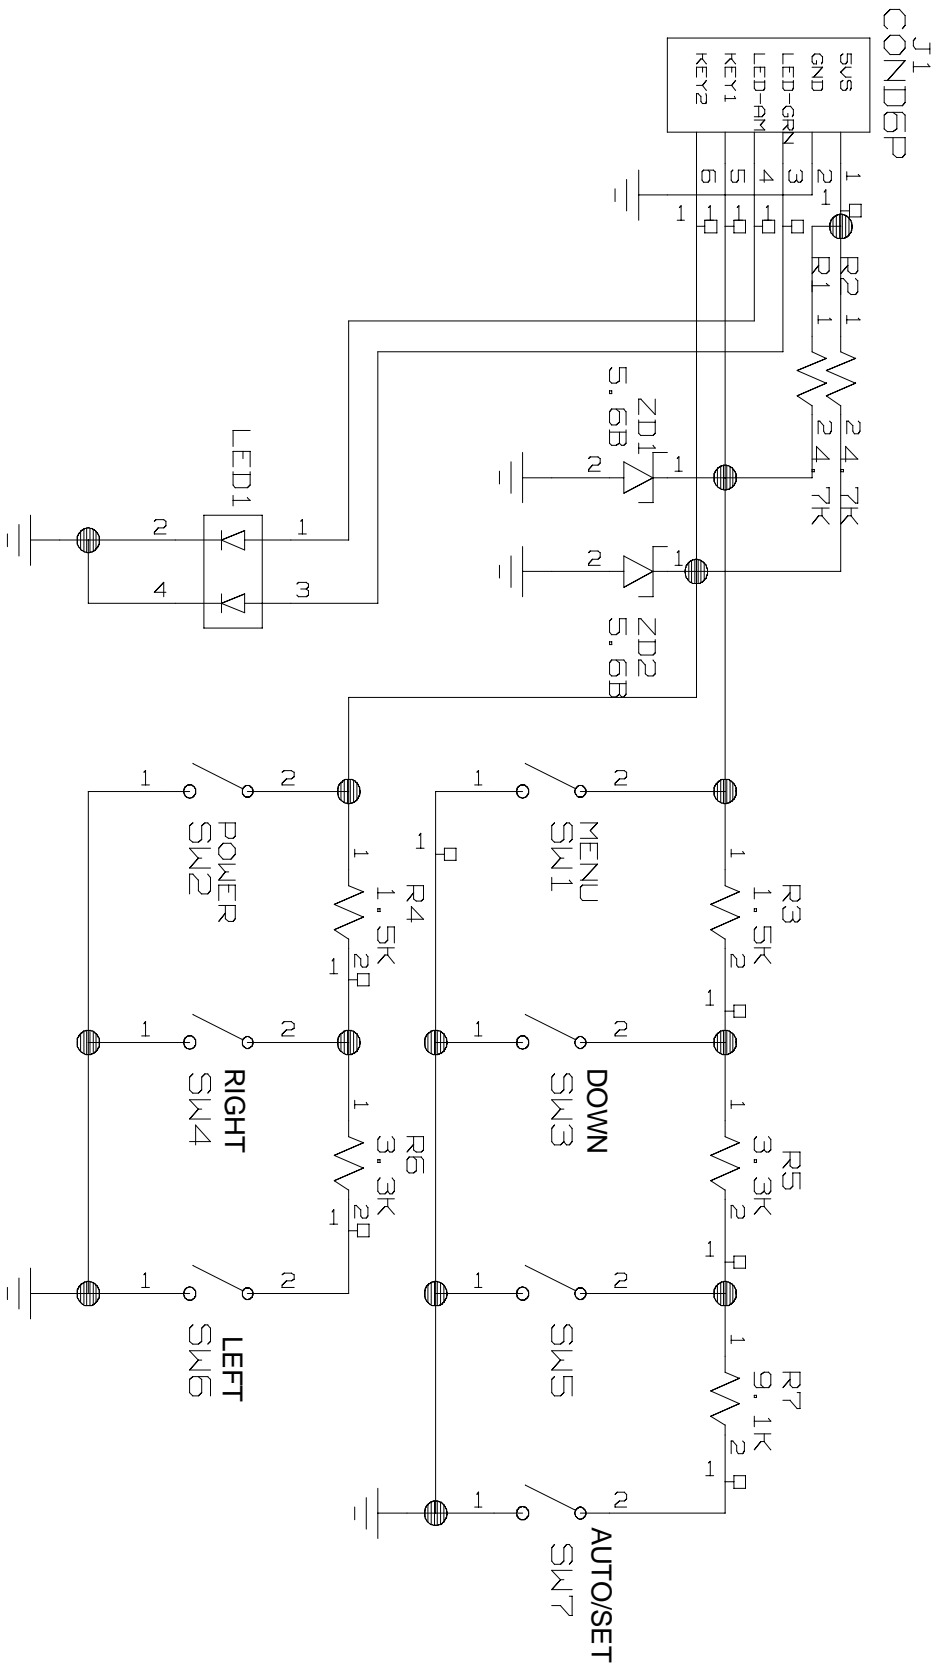 J1
COND6P
5VS
GND
LED-GRN
LED-AM
KEY1
KEY2
1
2
3
4
5
6
1
1
1
1
1
R2
1
2
4.7K
R1
1
2
4.7K
ZD1
5.6B
1
2
ZD2
5.6B
1
2
LED1
1
2
3
4
R3
1.5K
1
2
1
R5
3.3K
1
2
1
R7
9.1K
1
2
1
2
1
MENU
SW1
2
1
DOWN
SW3
2
1
SW5
2
1
AUTO/SET
SW7
1
R4
1.5K
1
2
1
R6
3.3K
1
2
1
2
1
POWER
SW2
2
1
RIGHT
SW4
2
1
LEFT
SW6